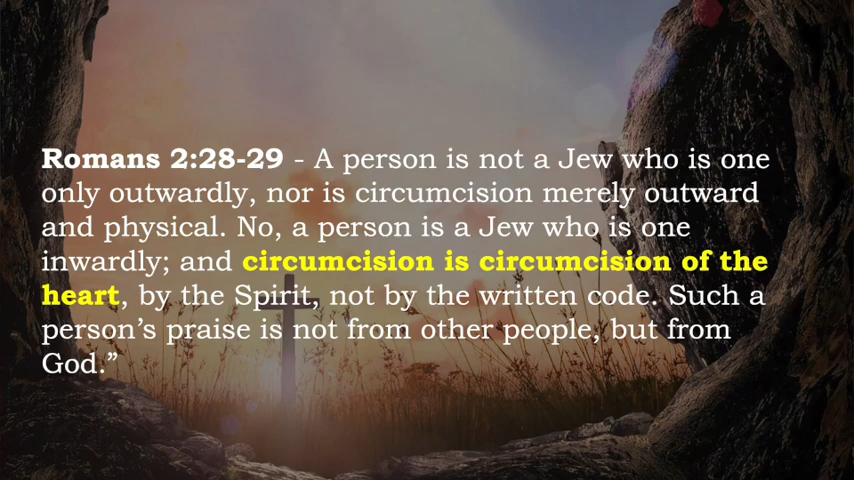 Romans 2:28-29 - A person is not a Jew who is one
only outwardly, nor is circumcision merely outward
and physical. No, a person is a Jew who is one
inwardly; and circumcision is circumcision of the
heart, by the Spirit, not by the written code. Such a
person’s praise is not from other people, but from
God.”